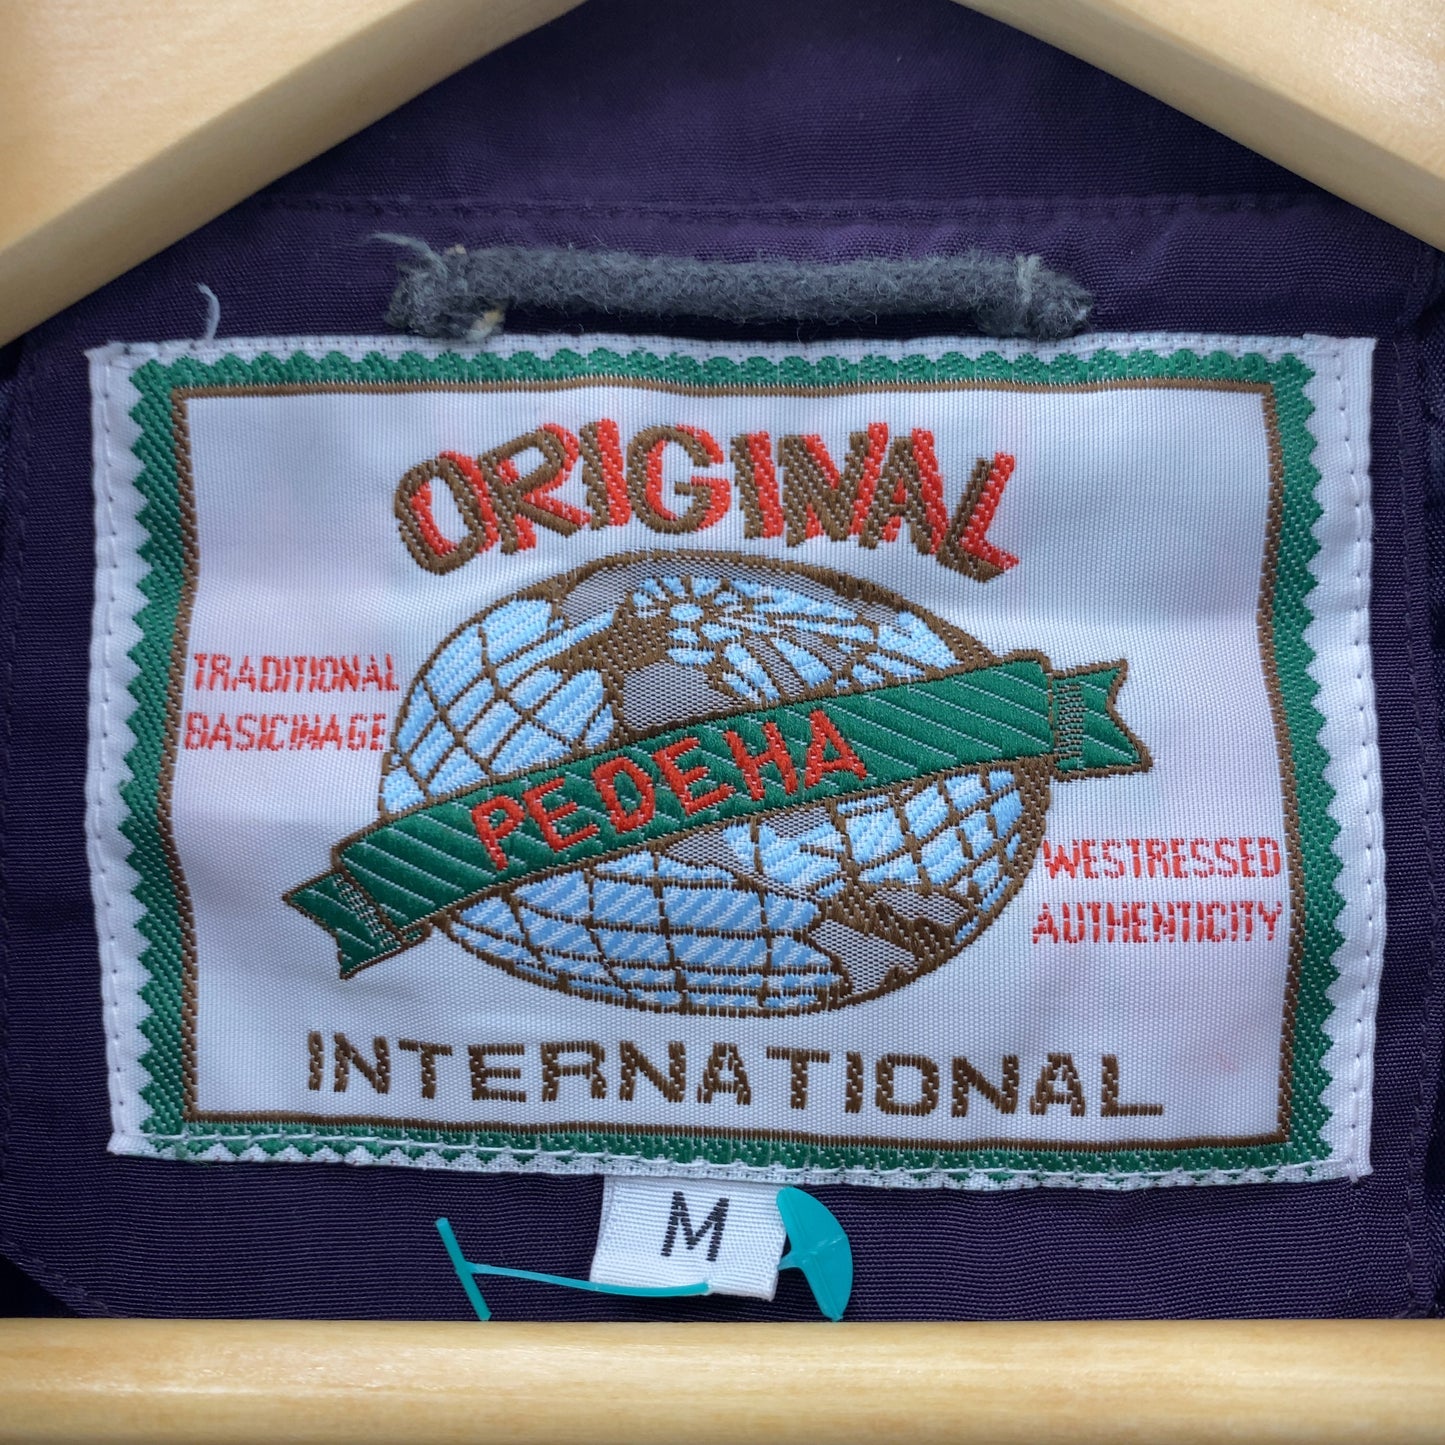 ORIGINAL
TRADITIONAL
BASICIMAGE
PEDEHA
WESTRESSED
AUTHENTICITY
INTERNATIONAL
M